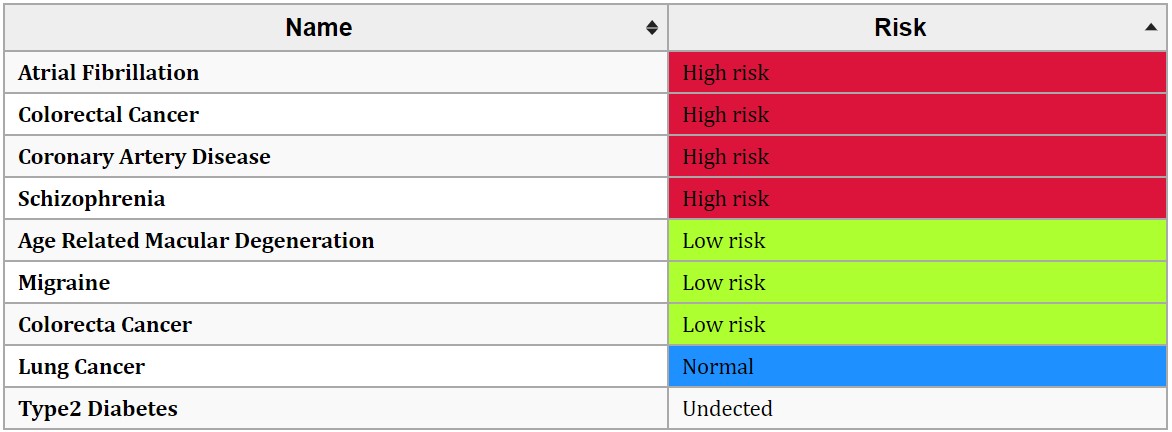 Name Risk
Atrial Fibrillation High risk
Colorectal Cancer High risk
Coronary Artery Disease High risk
Schizophrenia High risk
Age Related Macular Degeneration Low risk
Migraine Low risk
Colorecta Cancer Low risk
Lung Cancer Normal
Type2 Diabetes Undected